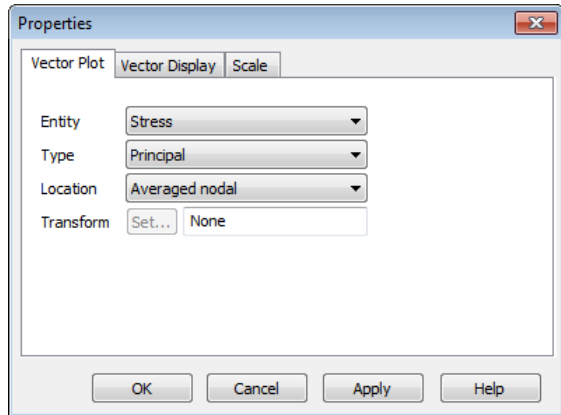 Properties
Vector Plot Vector Display Scale
Entity Stress
Type Principal
Location Averaged nodal
Transform Set... None
OK Cancel Apply Help